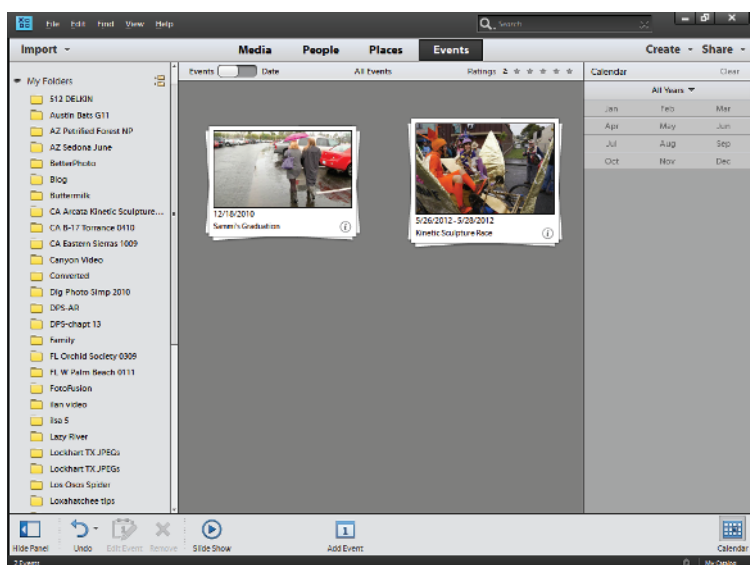 File Edit Find View Help Search
Import Media People Places Events Create Share
Events Date All Events Ratings ≥ Calendar Clear
My Folders
512 DELKIN
Austin Bats G11
AZ Petrified Forest NP
AZ Sedona June
BetterPhoto
Blog
Buttermilk
CA Arcata Kinetic Sculpture...
CA B-17 Torrance 0410
CA Eastern Sierras 1009
Canyon Video
Converted
Dig Photo Simp 2010
DPS-AR
DPS-chapt 13
Family
FL Orchid Society 0309
FL W Palm Beach 0111
FotoFusion
ilan video
Lazy River
Lockhart TX JPEGs
Lockhart TX JPEGs
Los Osos Spider
Loxahatchee tips
12/18/2010
Sammi's Graduation
5/26/2012-5/28/2012
Kinetic Sculpture Race
All Years
Jan Feb Mar
Apr May Jun
Jul Aug Sep
Oct Nov Dec
Hide Panel Undo Edit Event Remove Slide Show Add Event Calendar
2 Events 0 My Catalog